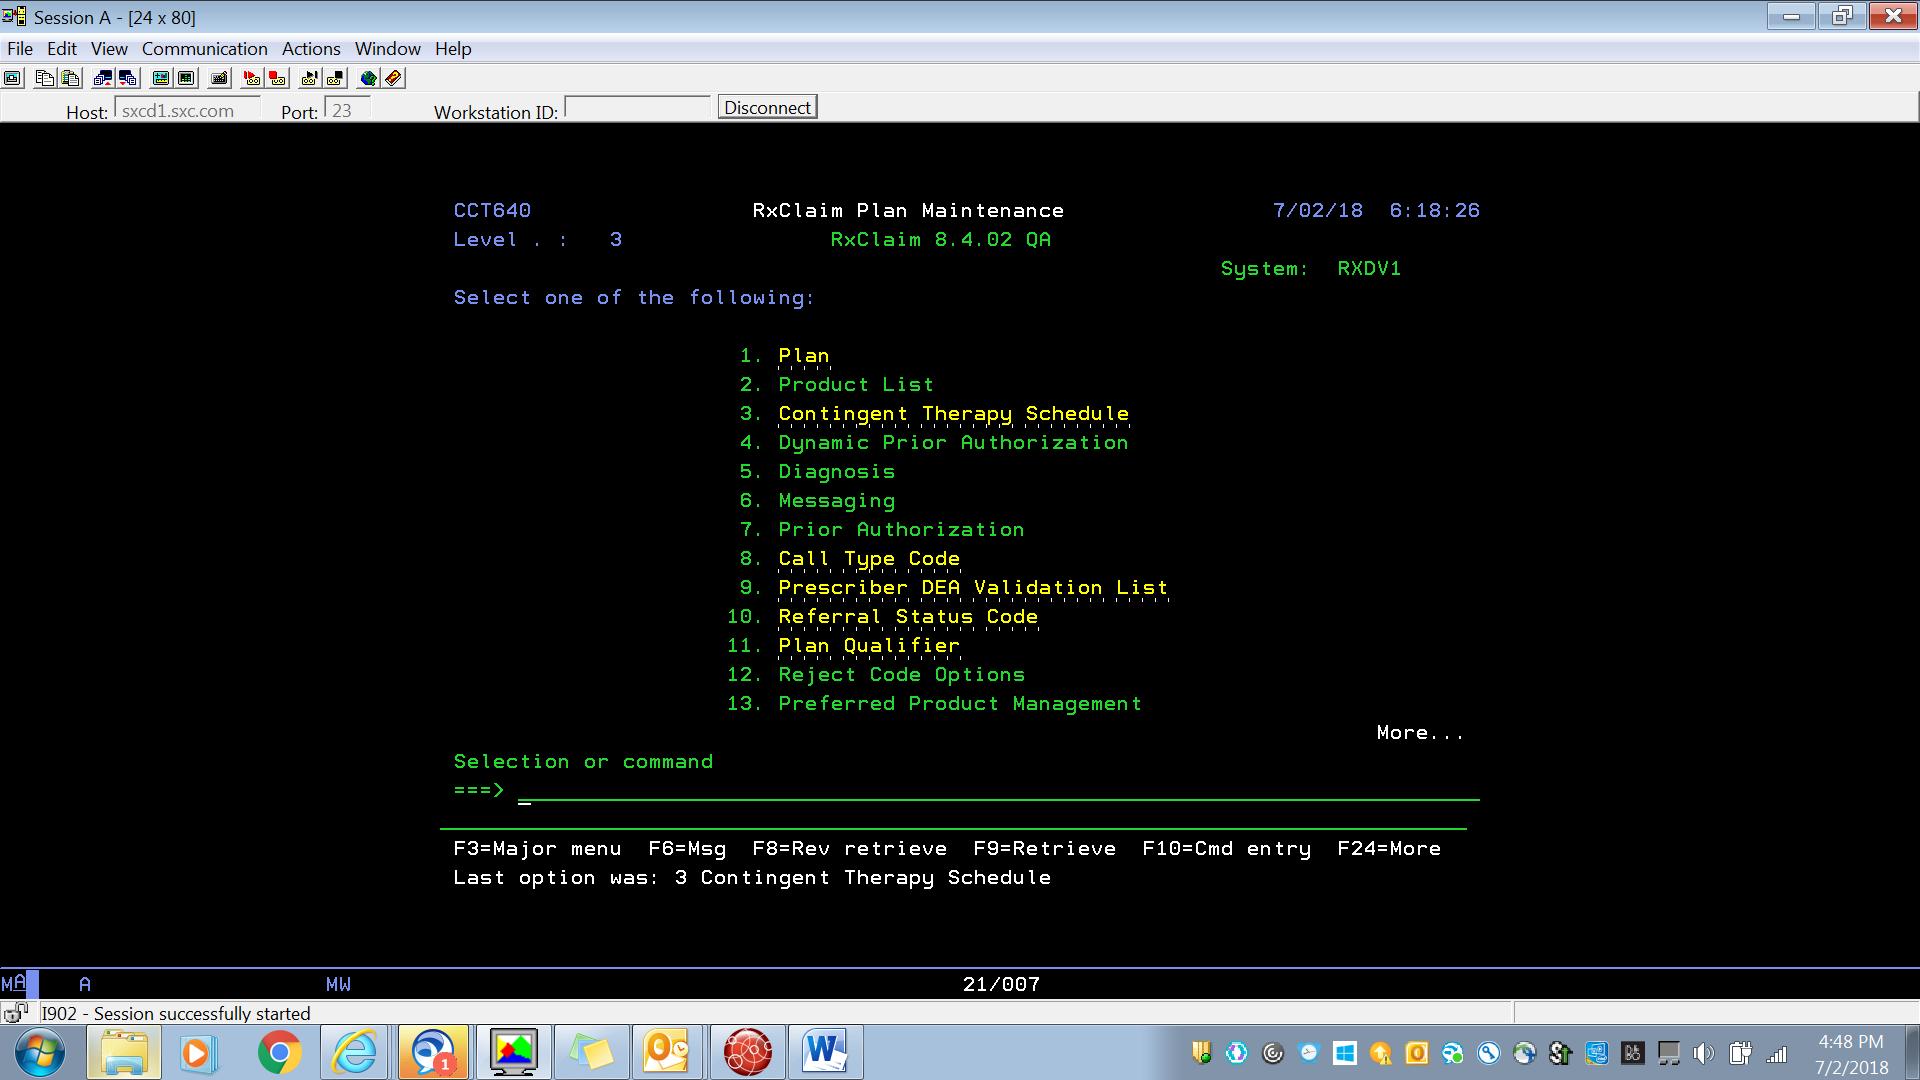 Session A - [24 x 80]
File Edit View Communication Actions Window Help
Host: sxcd1.sxc.com Port: 23 Workstation ID: Disconnect
CCT640 RxClaim Plan Maintenance 7/02/18 6:18:26
Level . : 3 RxClaim 8.4.02 QA
System: RXDV1
Select one of the following:
1. Plan
2. Product List
3. Contingent Therapy Schedule
4. Dynamic Prior Authorization
5. Diagnosis
6. Messaging
7. Prior Authorization
8. Call Type Code
9. Prescriber DEA Validation List
10. Referral Status Code
11. Plan Qualifier
12. Reject Code Options
13. Preferred Product Management
More...
Selection or command
===> _
F3=Major menu F6=Msg F8=Rev retrieve F9=Retrieve F10=Cmd entry F24=More
Last option was: 3 Contingent Therapy Schedule
MA A MW 21/007
I902 - Session successfully started
1
4:48 PM
7/2/2018